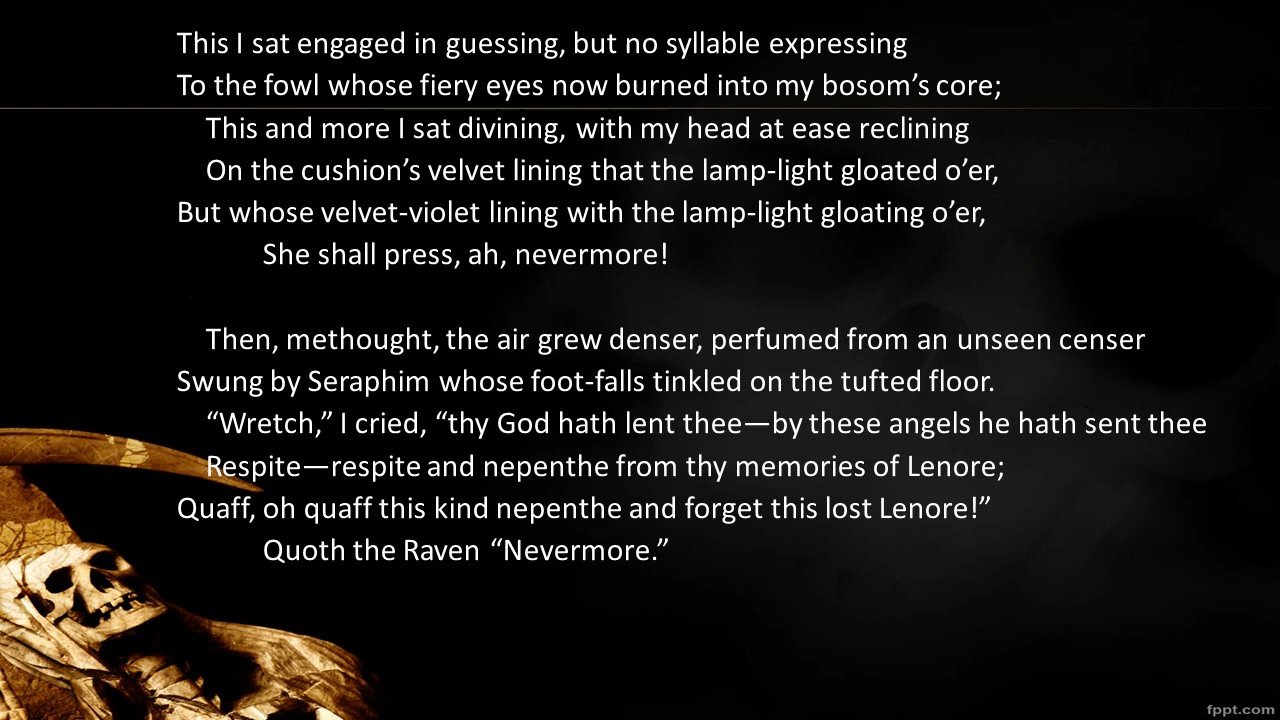 This I sat engaged in guessing, but no syllable expressing
To the fowl whose fiery eyes now burned into my bosom’s core;
This and more I sat divining, with my head at ease reclining
On the cushion’s velvet lining that the lamp-light gloated o’er,
But whose velvet-violet lining with the lamp-light gloating o’er,
She shall press, ah, nevermore!

Then, methought, the air grew denser, perfumed from an unseen censer
Swung by Seraphim whose foot-falls tinkled on the tufted floor.
“Wretch,” I cried, “thy God hath lent thee—by these angels he hath sent thee
Respite—respite and nepenthe from thy memories of Lenore;
Quaff, oh quaff this kind nepenthe and forget this lost Lenore!”
Quoth the Raven “Nevermore.”
fppt.com